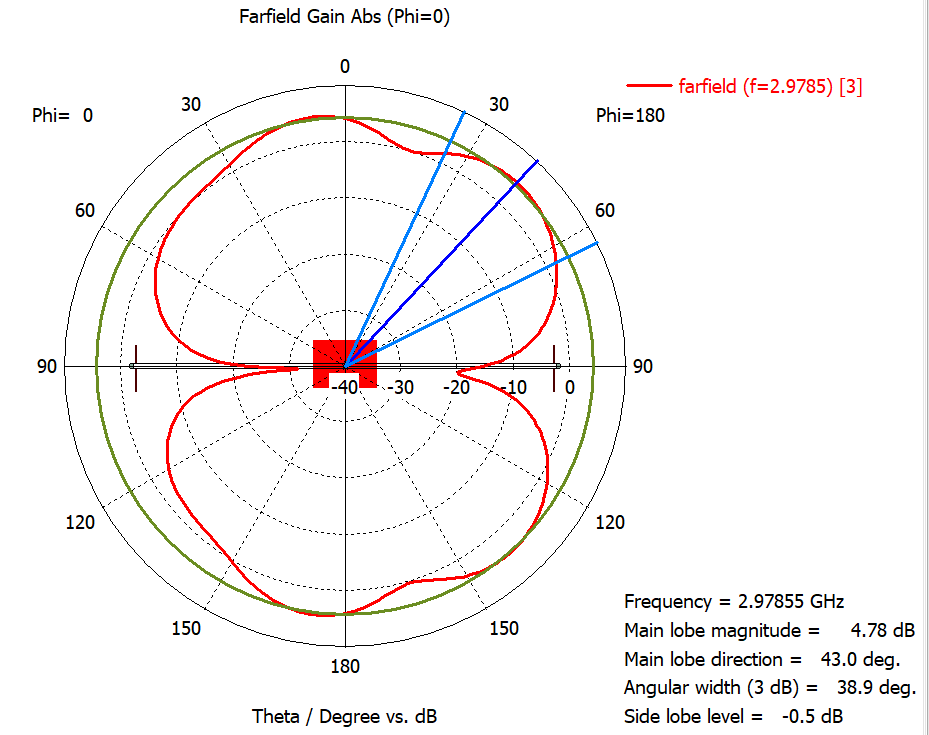 Farfield Gain Abs (Phi=0)
0
farfield (f=2.9785) [3]
30
30
Phi= 0
Phi=180
60
60
90
90
-40
-30
-20
-10
0
120
120
150
150
180
Frequency = 2.97855 GHz
Main lobe magnitude = 4.78 dB
Main lobe direction = 43.0 deg.
Angular width (3 dB) = 38.9 deg.
Side lobe level = -0.5 dB
Theta / Degree vs. dB